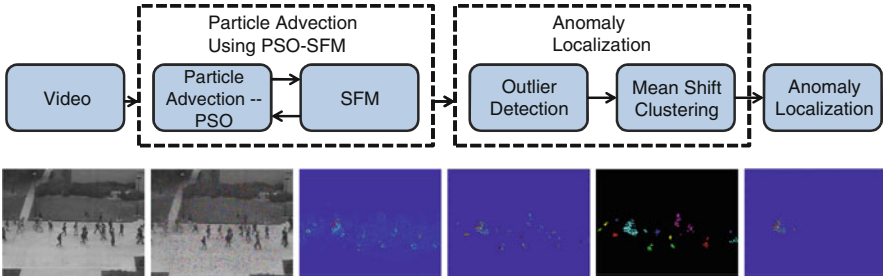 Particle Advection
Using PSO-SFM
Anomaly
Localization
Video
Particle
Advection --
PSO
SFM
Outlier
Detection
Mean Shift
Clustering
Anomaly
Localization